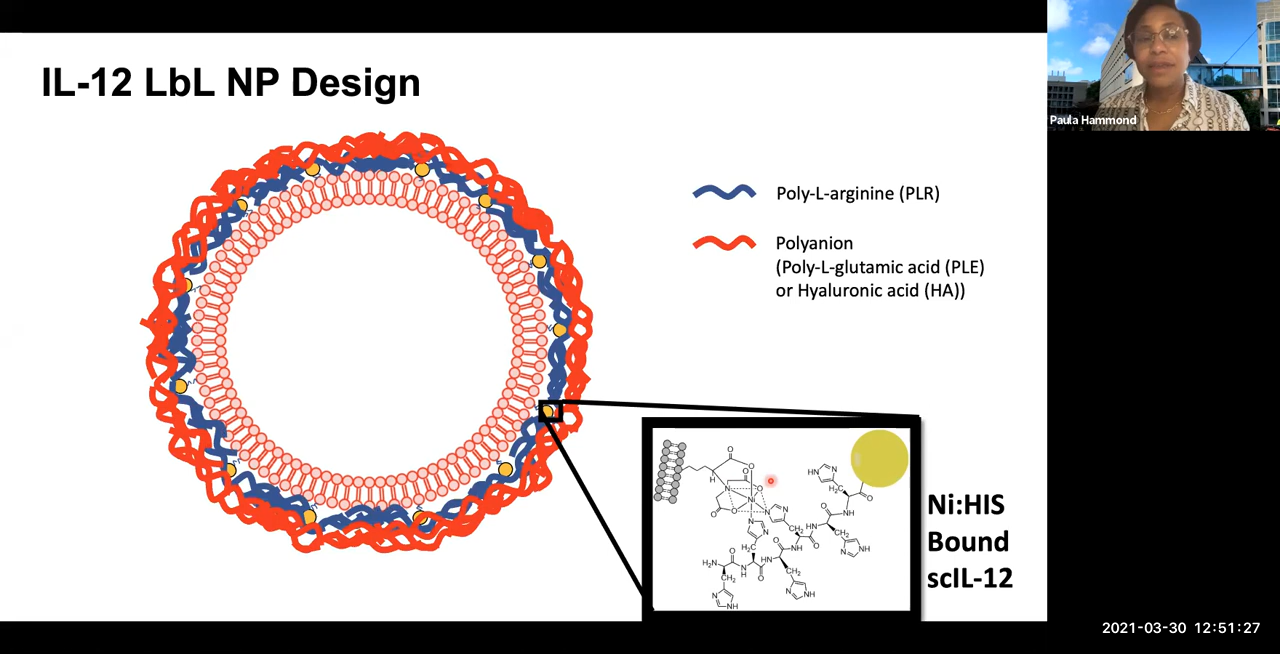 IL-12 LbL NP Design
Paula Hammond
Poly-L-arginine (PLR)
Polyanion
(Poly-L-glutamic acid (PLE)
or Hyaluronic acid (HA))
Ni:HIS
Bound
scIL-12
2021-03-30 12:51:27